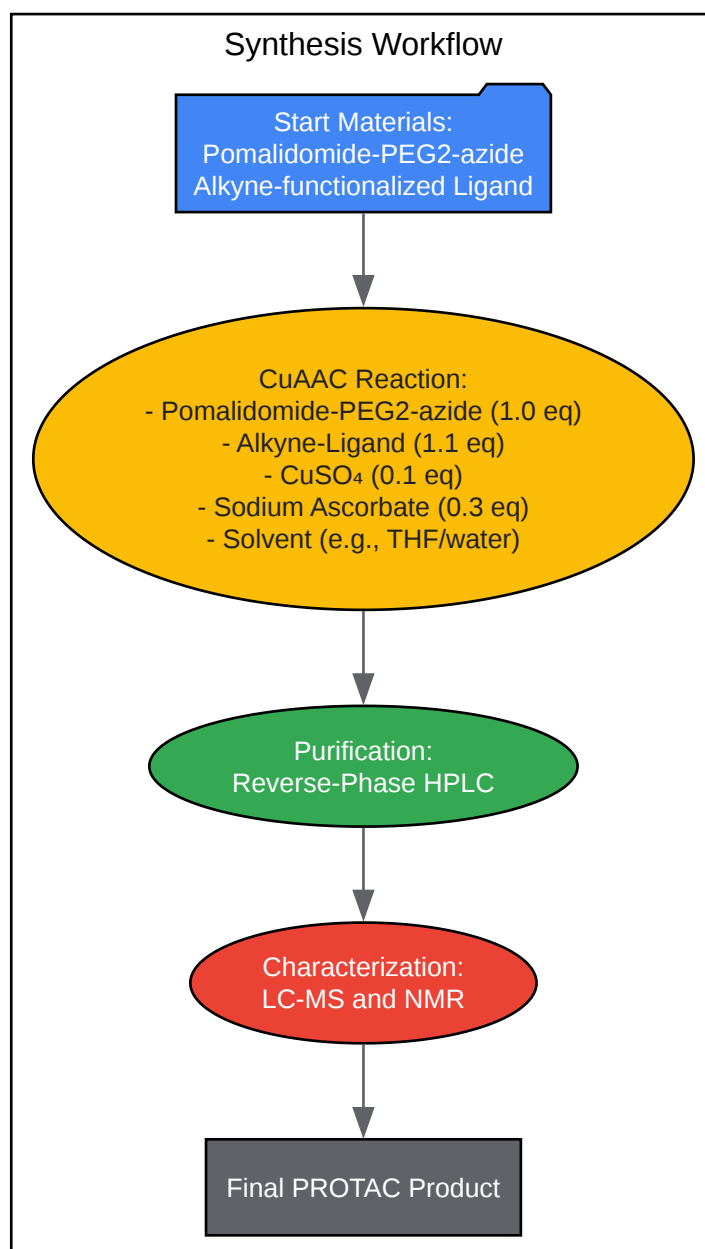 Synthesis Workflow
Start Materials:
Pomalidomide-PEG2-azide
Alkyne-functionalized Ligand
CuAAC Reaction:
- Pomalidomide-PEG2-azide (1.0 eq)
- Alkyne-Ligand (1.1 eq)
- CuSO₄ (0.1 eq)
- Sodium Ascorbate (0.3 eq)
- Solvent (e.g., THF/water)
Purification:
Reverse-Phase HPLC
Characterization:
LC-MS and NMR
Final PROTAC Product